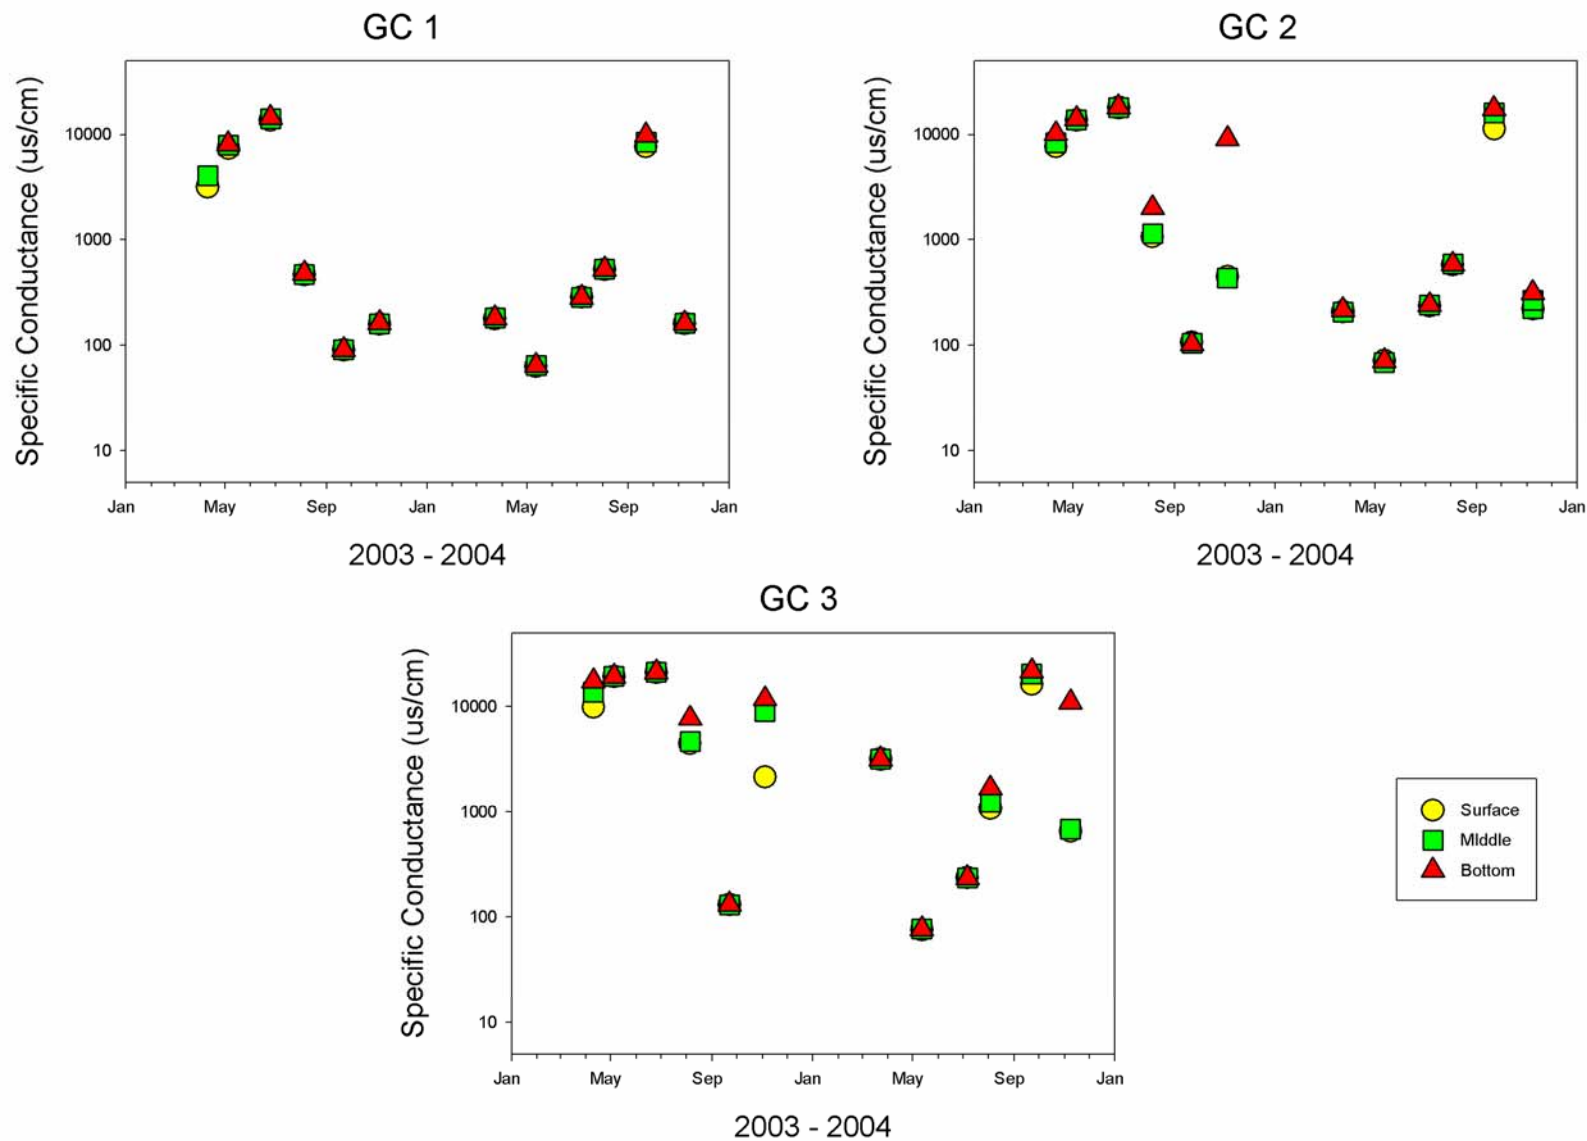 GC 1
Specific Conductance (us/cm)
10000
1000
100
10
Jan May Sep Jan May Sep Jan
2003 - 2004
GC 2
Specific Conductance (us/cm)
10000
1000
100
10
Jan May Sep Jan May Sep Jan
2003 - 2004
GC 3
Specific Conductance (us/cm)
10000
1000
100
10
Jan May Sep Jan May Sep Jan
2003 - 2004
Surface
MIddle
Bottom